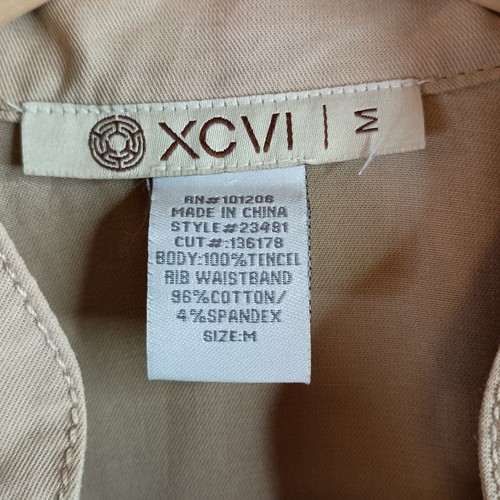 XCVI | M
RN#101206
MADE IN CHINA
STYLE#23481
CUT#:136178
BODY:100%TENCEL
RIB WAISTBAND
96%COTTON/
4%SPANDEX
SIZE:M